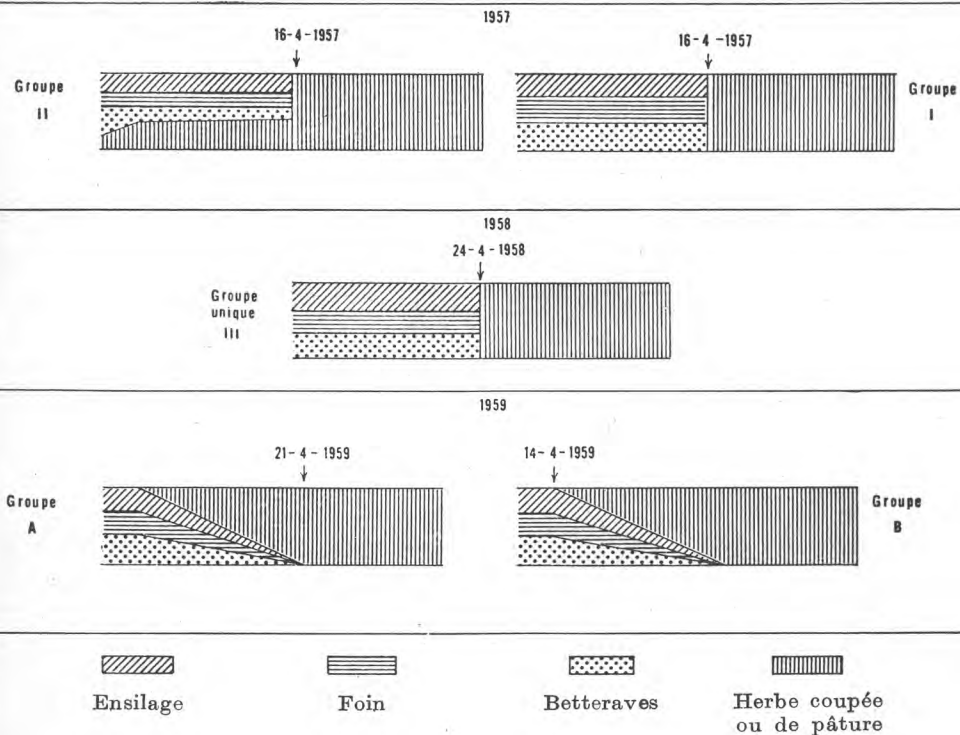 1957
16-4-1957
16-4-1957
Groupe
II
Groupe
I
1958
24-4-1958
Groupe
unique
III
1959
21-4-1959
14-4-1959
Groupe
A
Groupe
B
Ensilage
Foin
Betteraves
Herbe coupée
ou de pâture